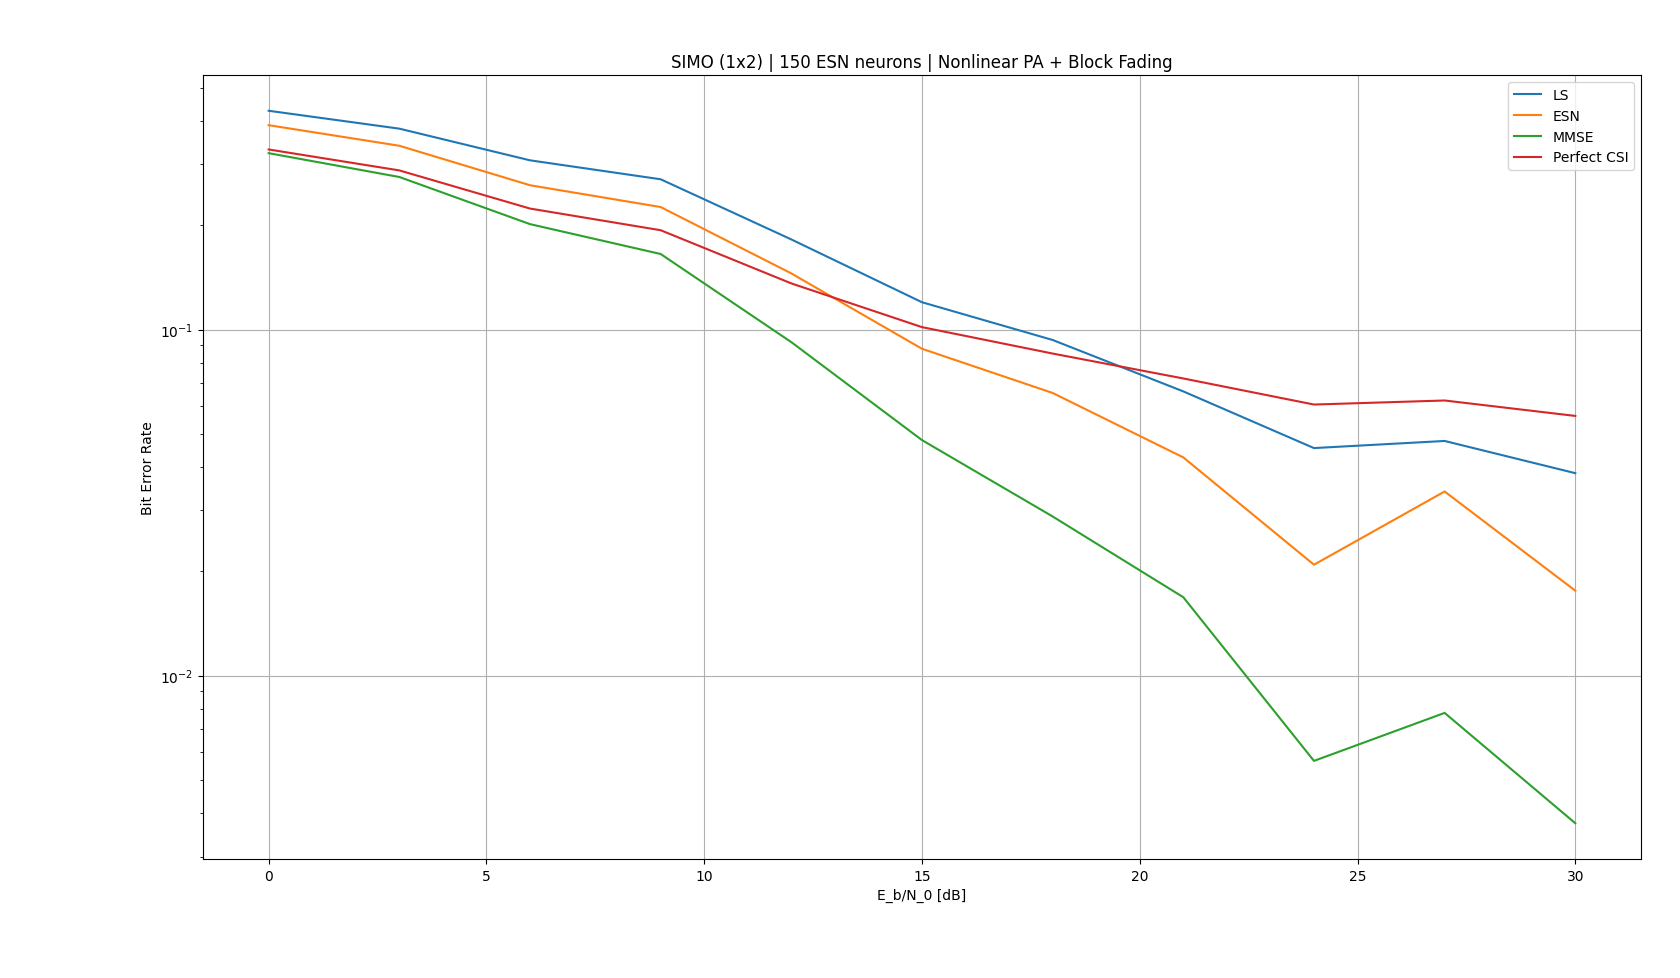 SIMO (1x2) | 150 ESN neurons | Nonlinear PA + Block Fading
LS
ESN
MMSE
Perfect CSI
Bit Error Rate
10⁻¹
10⁻²
0 5 10 15 20 25 30
E_b/N_0 [dB]